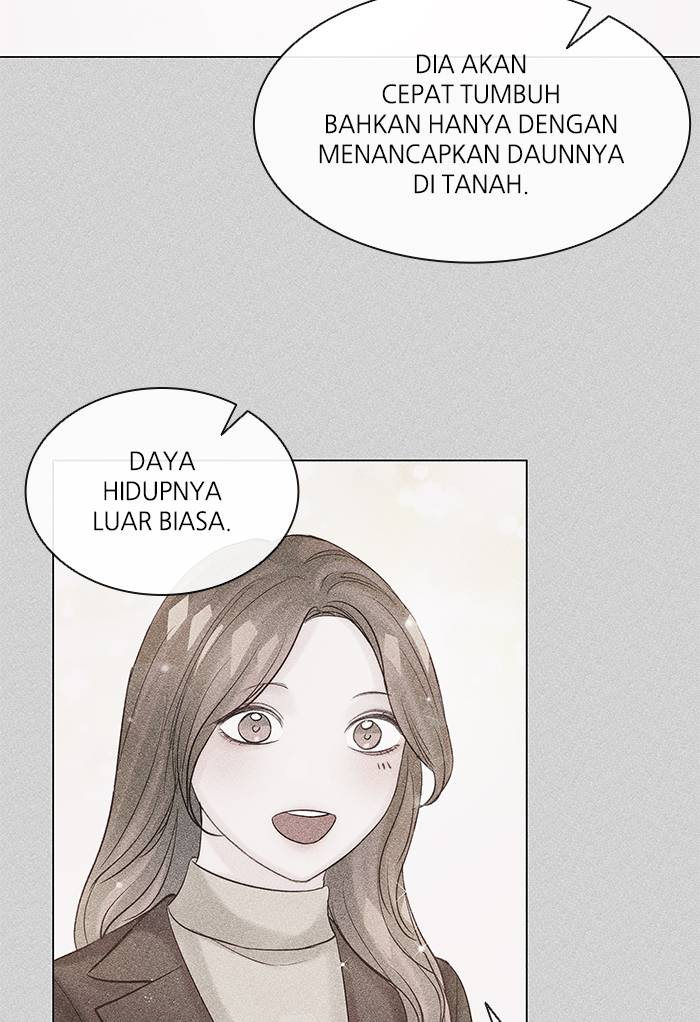 DIA AKAN
CEPAT TUMBUH
BAHKAN HANYA DENGAN
MENANCAPKAN DAUNNYA
DI TANAH.
DAYA
HIDUPNYA
LUAR BIASA.